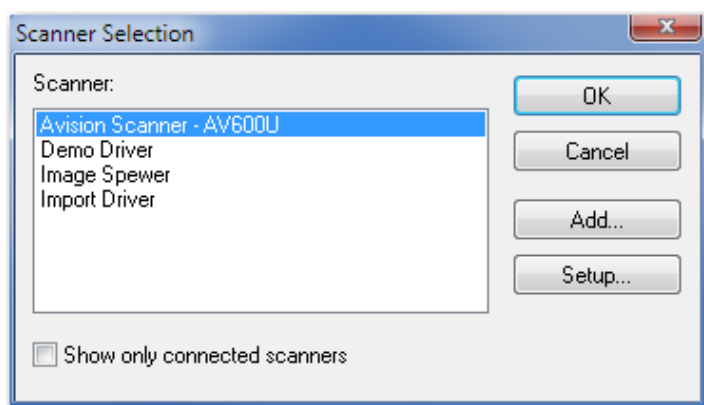 Scanner Selection
Scanner:
Avision Scanner - AV600U
Demo Driver
Image Spewer
Import Driver
OK
Cancel
Add...
Setup...
Show only connected scanners